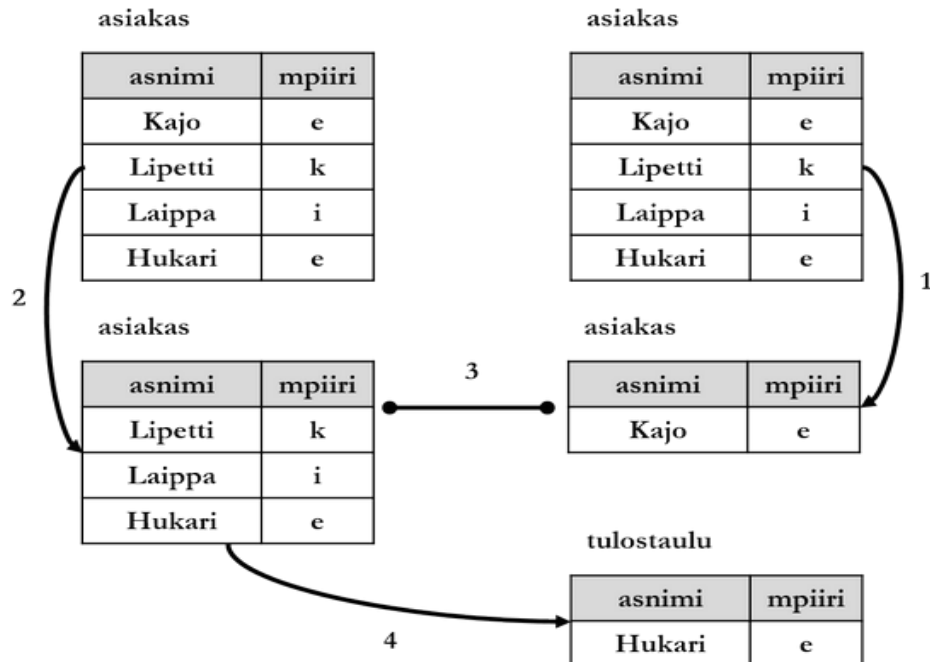 asiakas
asnimi mpiiri
Kajo e
Lipetti k
Laippa i
Hukari e
asiakas
asnimi mpiiri
Kajo e
Lipetti k
Laippa i
Hukari e
2
1
asiakas
asnimi mpiiri
Lipetti k
Laippa i
Hukari e
3
asiakas
asnimi mpiiri
Kajo e
4
tulostaulu
asnimi mpiiri
Hukari e